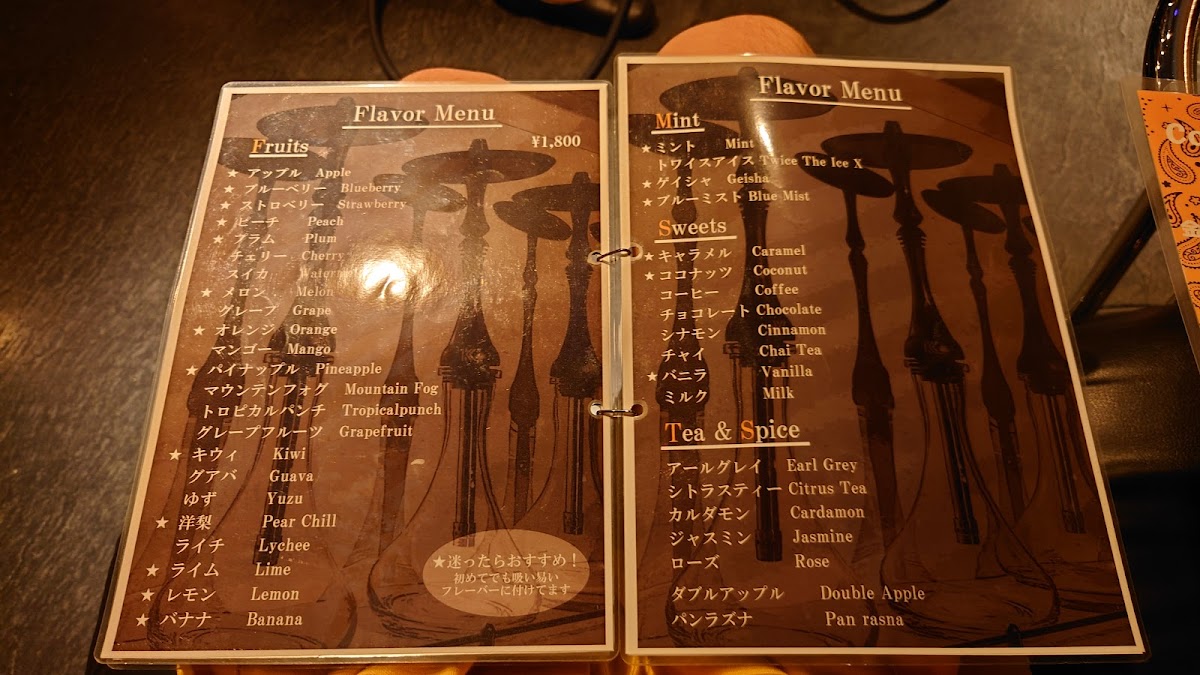 Flavor Menu
Fruits ¥1,800
★ アップル Apple
★ ブルーベリー Blueberry
★ ストロベリー Strawberry
★ ピーチ Peach
★ プラム Plum
チェリー Cherry
スイカ
★ メロン Melon
グレープ Grape
★ オレンジ Orange
マンゴー Mango
★ パイナップル Pineapple
マウンテンフォグ Mountain Fog
トロピカルパンチ Tropicalpunch
グレープフルーツ Grapefruit
★ キウィ Kiwi
グアバ Guava
ゆず Yuzu
★ 洋梨 Pear Chill
ライチ Lychee
★ ライム Lime
★ レモン Lemon
★ バナナ Banana
★迷ったらおすすめ！
初めてでも吸い易い
フレーバーに付けてます
Flavor Menu
Mint
★ ミント Mint
トワイスアイス Twice The Ice X
★ ゲイシャ Geisha
★ ブルーミスト Blue Mist
Sweets
★ キャラメル Caramel
★ ココナッツ Coconut
コーヒー Coffee
チョコレート Chocolate
シナモン Cinnamon
チャイ Chai Tea
★ バニラ Vanilla
ミルク Milk
Tea & Spice
アールグレイ Earl Grey
シトラスティー Citrus Tea
カルダモン Cardamon
ジャスミン Jasmine
ローズ Rose
ダブルアップル Double Apple
パンラズナ Pan rasna